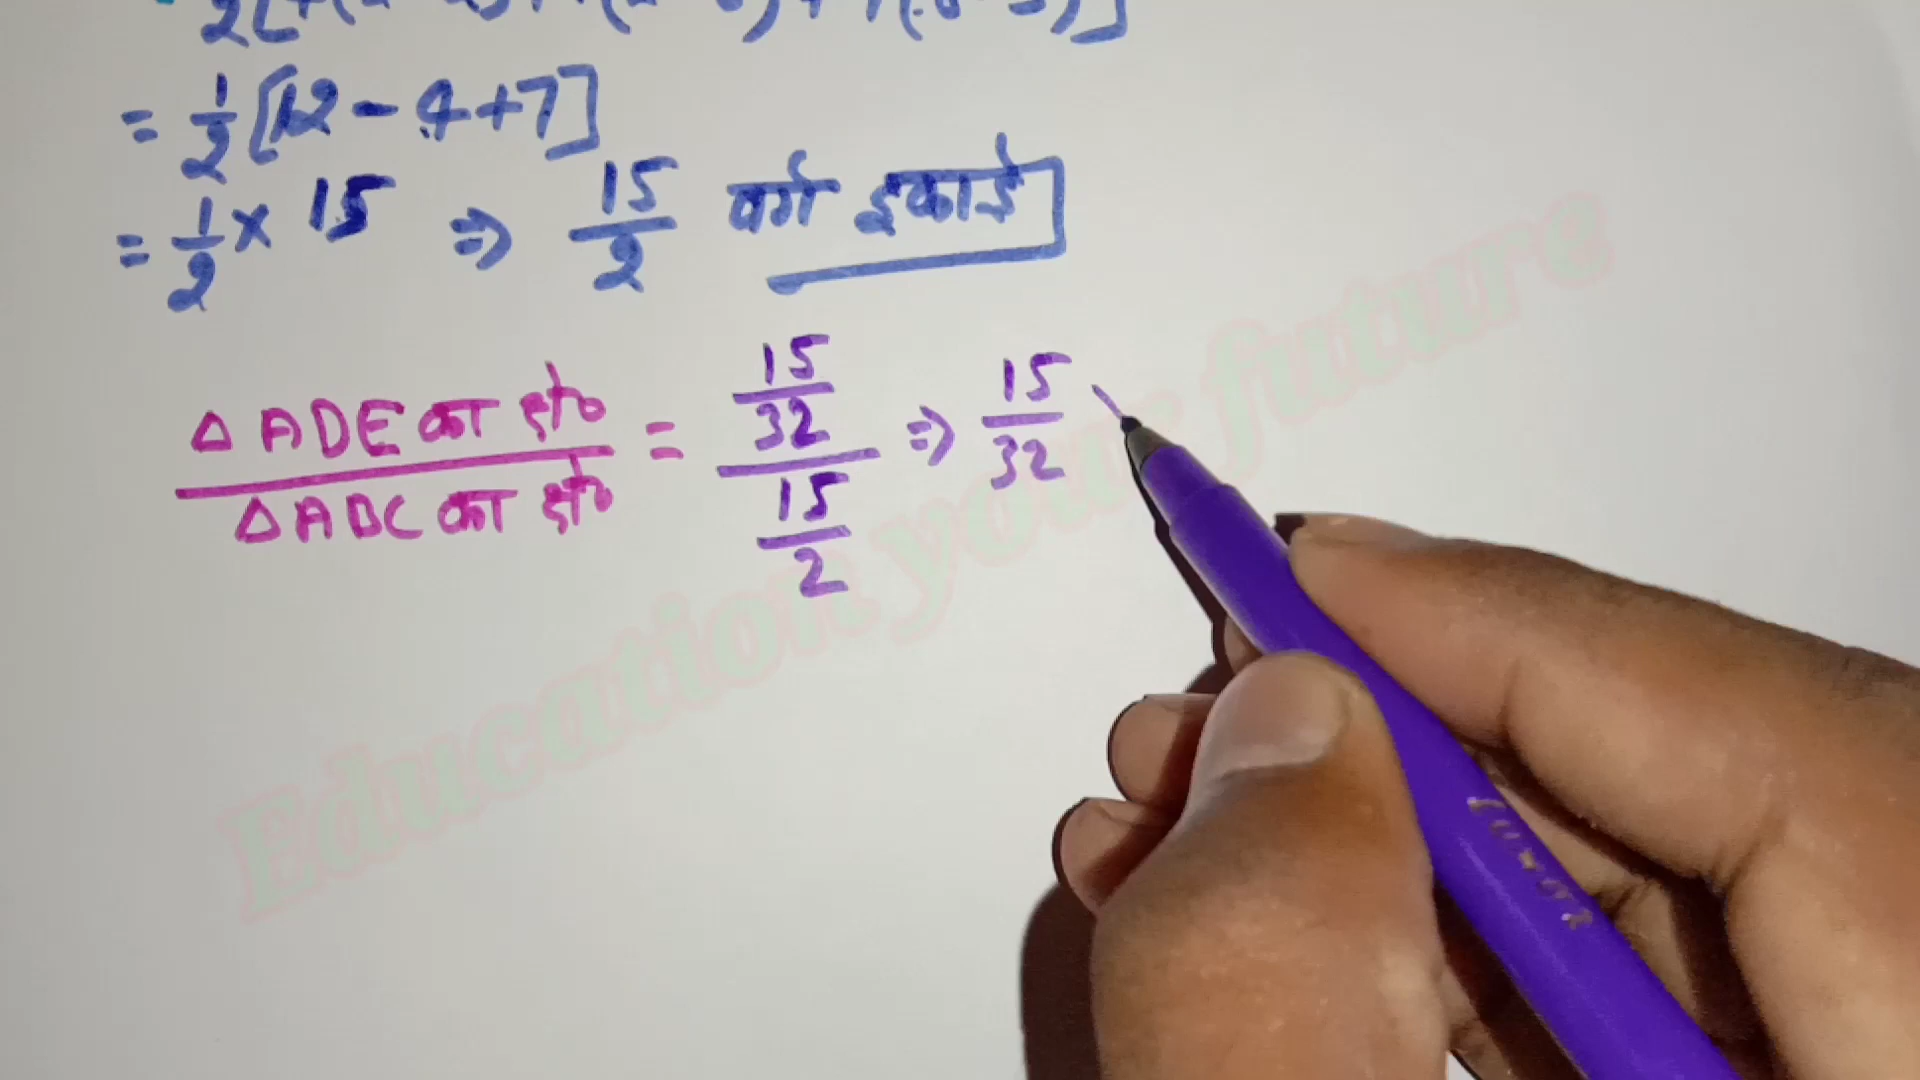 = 1/2 [12 - 4 + 7]
= 1/2 × 15 ⇒ 15/2 वर्ग इकाई
Δ ADE का क्षे० / Δ ABC का क्षे० = (15/32) / (15/2) ⇒ 15/32
Education your future
Luxor